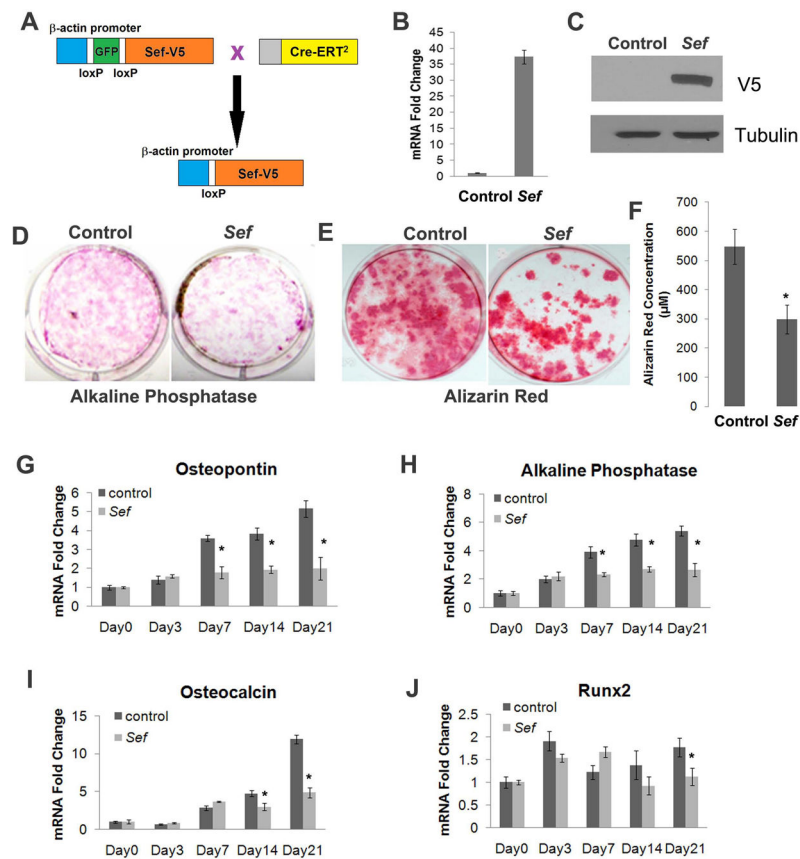 A
β-actin promoter
GFP
Sef-V5
X
Cre-ERT²
loxP loxP
β-actin promoter
Sef-V5
loxP
B
mRNA Fold Change
45
40
35
30
25
20
15
10
5
0
Control Sef
C
Control Sef
V5
Tubulin
D
Control Sef
Alkaline Phosphatase
E
Control Sef
Alizarin Red
F
Alizarin Red Concentration
(µM)
700
600
500
400
300
200
100
0
*
Control Sef
G
Osteopontin
mRNA Fold Change
6
5
4
3
2
1
0
control
Sef
* * *
Day0 Day3 Day7 Day14 Day21
H
Alkaline Phosphatase
mRNA Fold Change
8
6
4
2
0
control
Sef
* * *
Day0 Day3 Day7 Day14 Day21
I
Osteocalcin
mRNA Fold Change
15
10
5
0
control
Sef
* *
Day0 Day3 Day7 Day14 Day21
J
Runx2
mRNA Fold Change
2.5
2
1.5
1
0.5
0
control
Sef
*
Day0 Day3 Day7 Day14 Day21